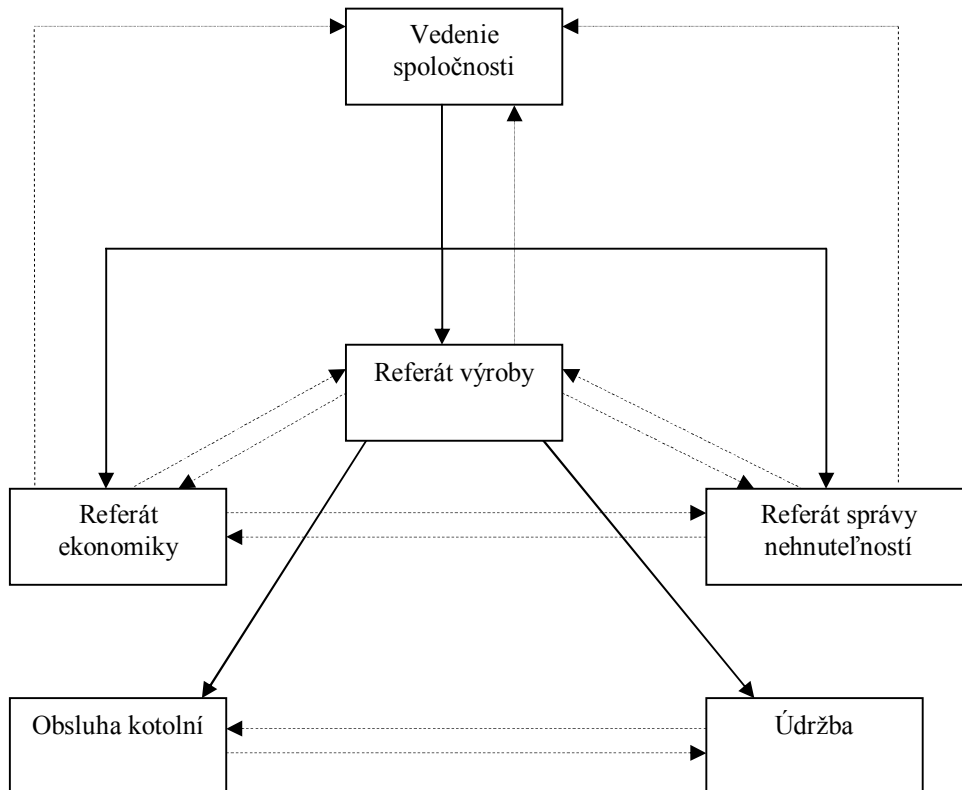 Vedenie
spoločnosti
Referát výroby
Referát
ekonomiky
Referát správy
nehnuteľností
Obsluha kotolní
Údržba